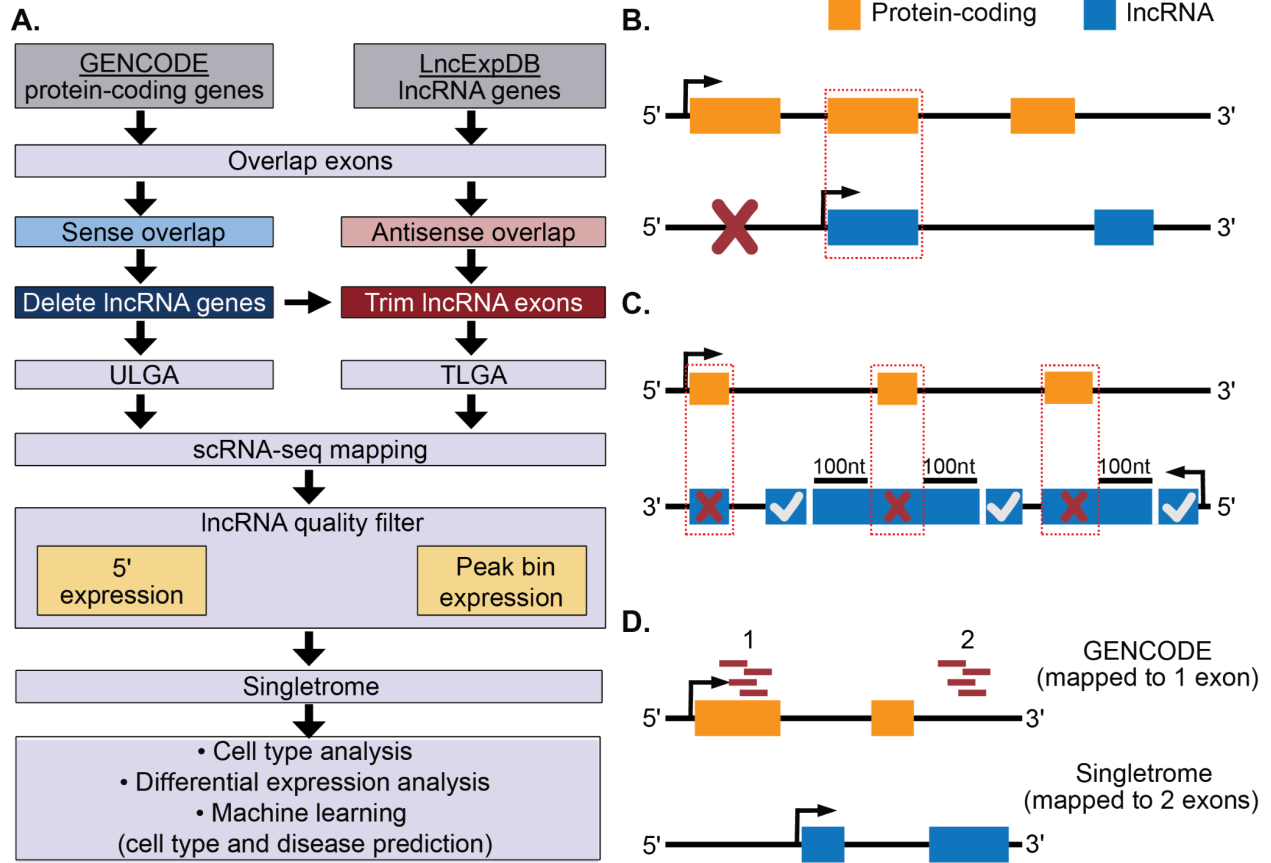 A.
GENCODE
protein-coding genes
LncExpDB
lncRNA genes
Overlap exons
Sense overlap
Antisense overlap
Delete lncRNA genes
Trim lncRNA exons
ULGA
TLGA
scRNA-seq mapping
lncRNA quality filter
5'
expression
Peak bin
expression
Singletrome
• Cell type analysis
• Differential expression analysis
• Machine learning
(cell type and disease prediction)
B.
Protein-coding
lncRNA
5'
3'
5'
3'
C.
5'
3'
100nt
100nt
100nt
3'
5'
D.
1
2
GENCODE
(mapped to 1 exon)
5'
3'
Singletrome
(mapped to 2 exons)
5'
3'